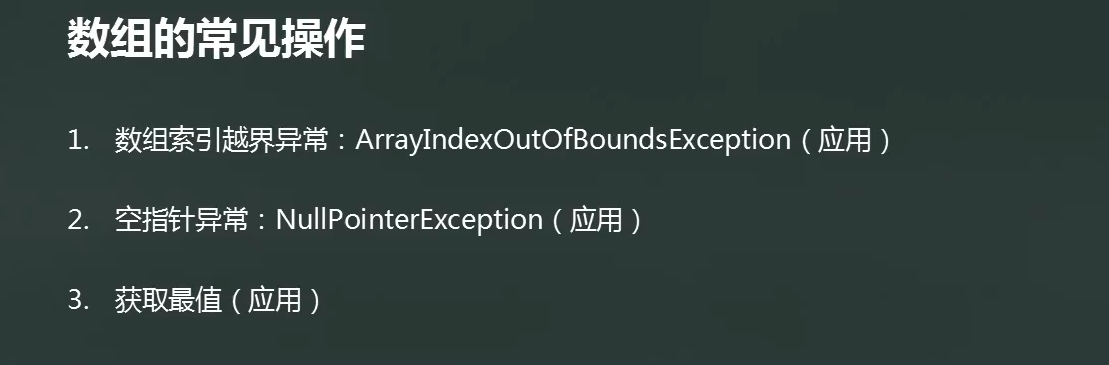 数组的常见操作
1. 数组索引越界异常：ArrayIndexOutOfBoundsException（应用）
2. 空指针异常：NullPointerException（应用）
3. 获取最值（应用）